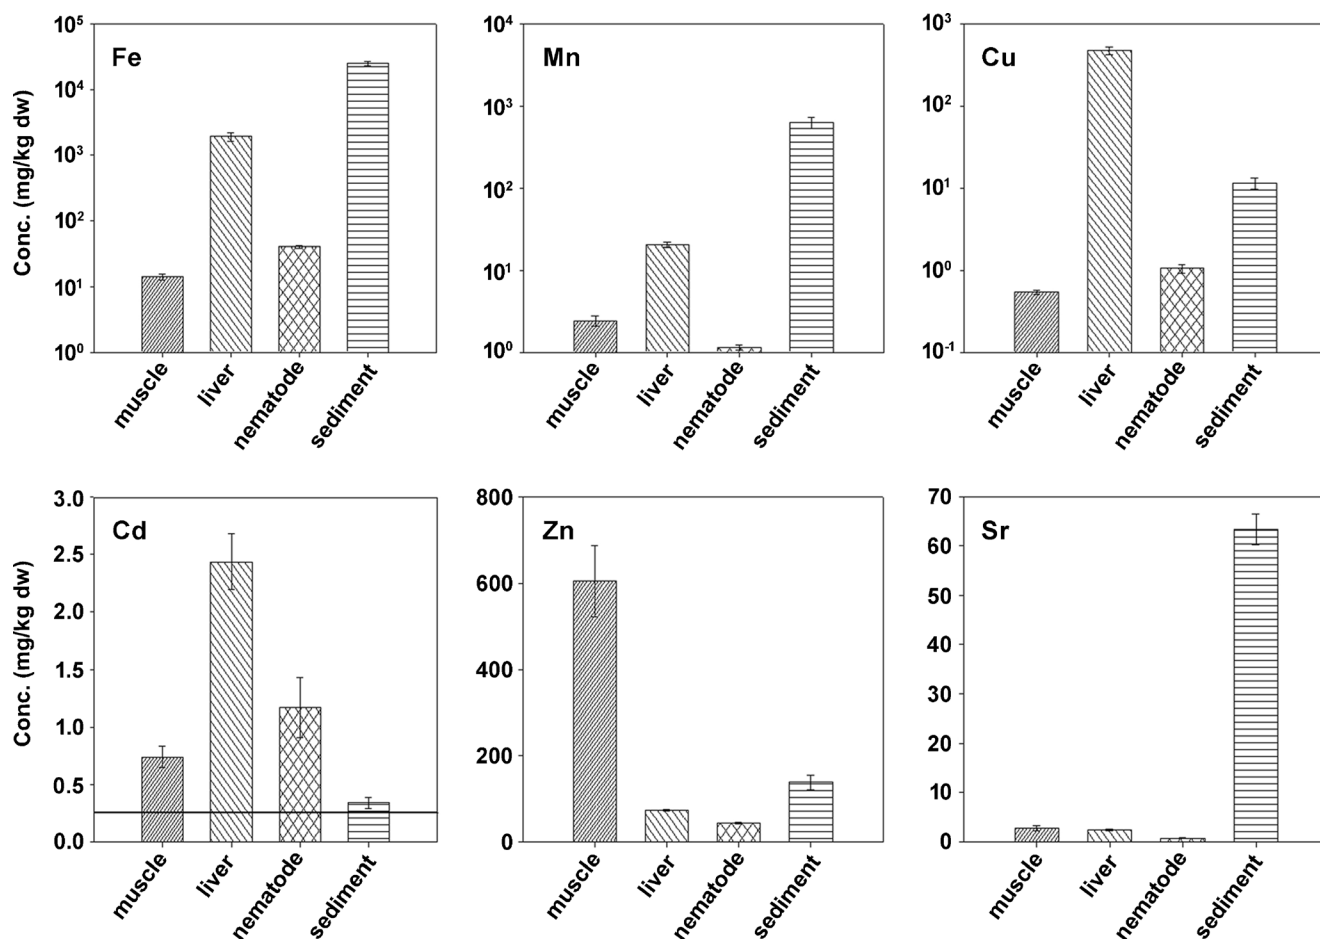 Fe
Conc. (mg/kg dw)
10⁵
10⁴
10³
10²
10¹
10⁰
muscle
liver
nematode
sediment
Mn
10⁴
10³
10²
10¹
10⁰
muscle
liver
nematode
sediment
Cu
10³
10²
10¹
10⁰
10⁻¹
muscle
liver
nematode
sediment
Cd
Conc. (mg/kg dw)
3.0
2.5
2.0
1.5
1.0
0.5
0.0
muscle
liver
nematode
sediment
Zn
800
600
400
200
0
muscle
liver
nematode
sediment
Sr
70
60
50
40
30
20
10
0
muscle
liver
nematode
sediment